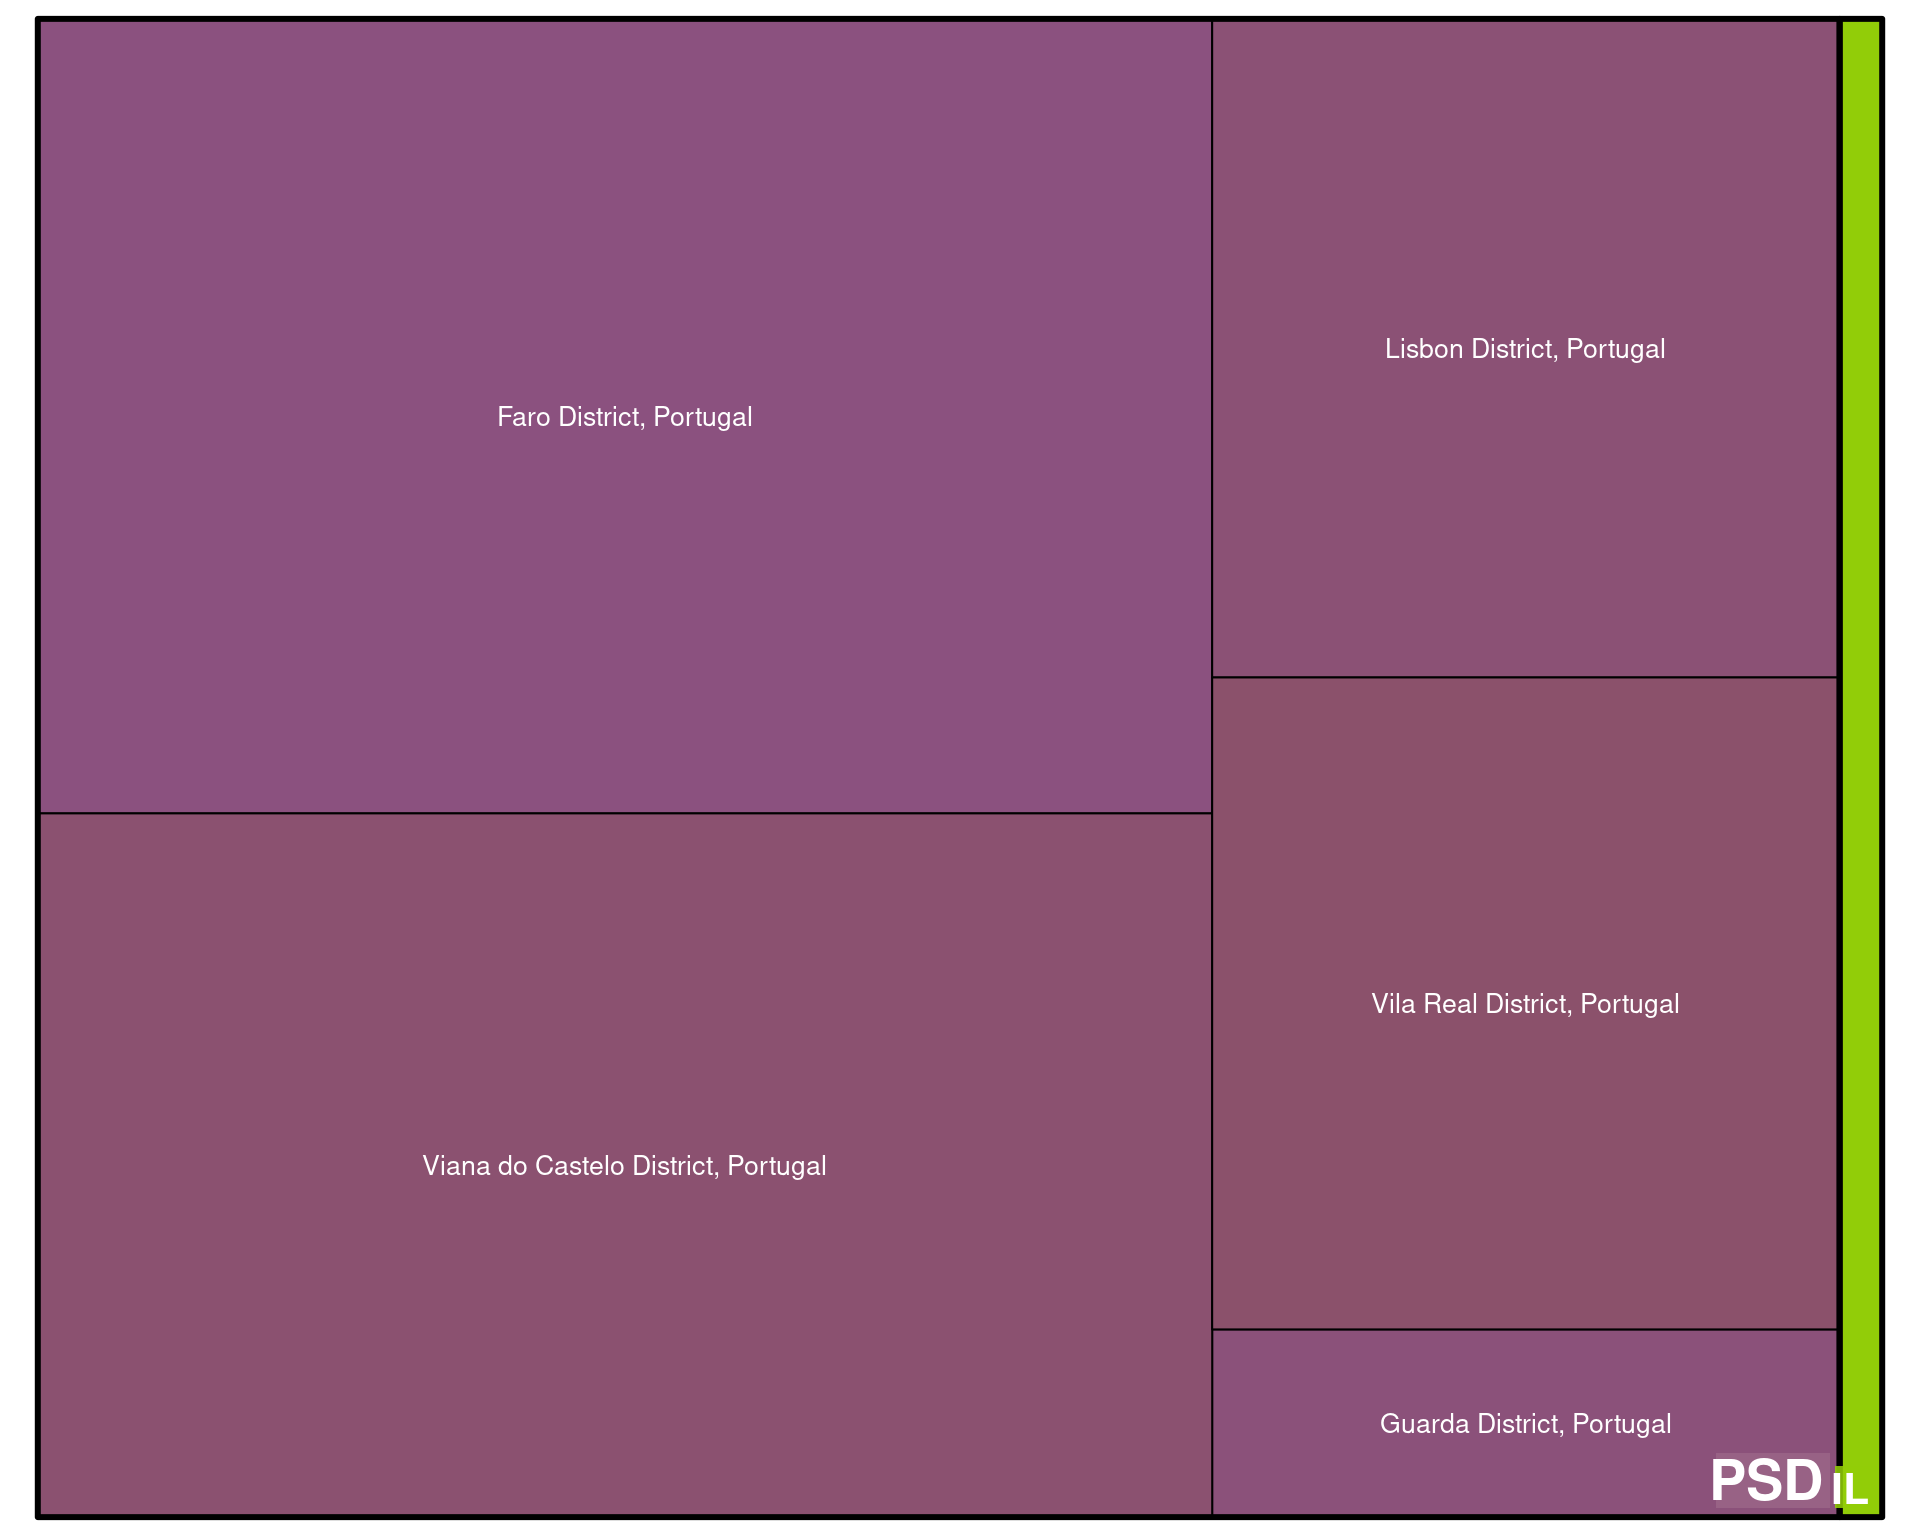 Faro District, Portugal
Lisbon District, Portugal
Viana do Castelo District, Portugal
Vila Real District, Portugal
Guarda District, Portugal
PSD
IL